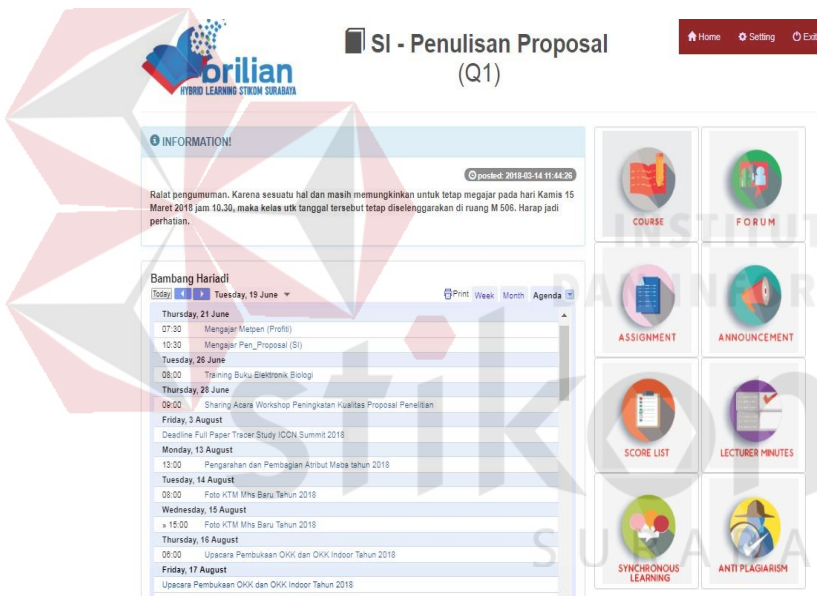 brilian
HYBRID LEARNING STIKOM SURABAYA
SI - Penulisan Proposal
(Q1)
Home Setting Exit
INFORMATION!
posted: 2018-03-14 11:44:26
Ralat pengumuman. Karena sesuatu hal dan masih memungkinkan untuk tetap megajar pada hari Kamis 15
Maret 2018 jam 10.30, maka kelas utk tanggal tersebut tetap diselenggarakan di ruang M 506. Harap jadi
perhatian.
Bambang Hariadi
Today Tuesday, 19 June Print Week Month Agenda
Thursday, 21 June
07:30 Mengajar Metpen (Profiti)
10:30 Mengajar Pen_Proposal (SI)
Tuesday, 26 June
08:00 Training Buku Elektronik Biologi
Thursday, 28 June
09:00 Sharing Acara Workshop Peningkatan Kualitas Proposal Penelitian
Friday, 3 August
Deadline Full Paper Tracer Study ICCN Summit 2018
Monday, 13 August
13:00 Pengarahan dan Pembagian Atribut Maba tahun 2018
Tuesday, 14 August
08:00 Foto KTM Mhs Baru Tahun 2018
Wednesday, 15 August
» 15:00 Foto KTM Mhs Baru Tahun 2018
Thursday, 16 August
06:00 Upacara Pembukaan OKK dan OKK Indoor Tahun 2018
Friday, 17 August
Upacara Pembukaan OKK dan OKK Indoor Tahun 2018
COURSE
FORUM
ASSIGNMENT
ANNOUNCEMENT
SCORE LIST
LECTURER MINUTES
SYNCHRONOUS
LEARNING
ANTI PLAGIARISM
INSTITUT
DA INFOR
stikom
SURABAYA